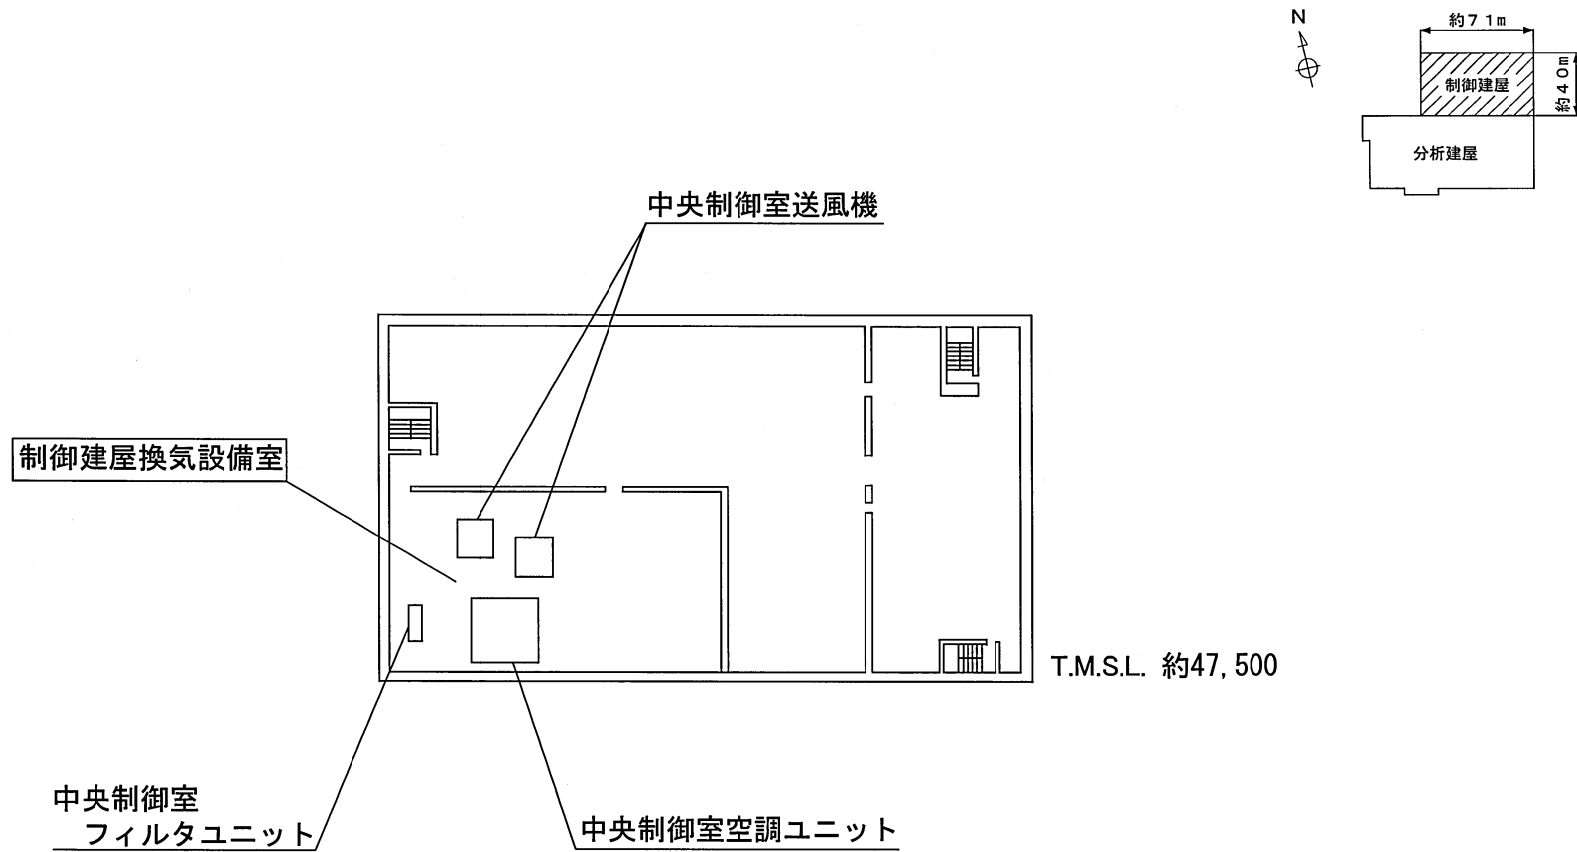 N
約71m
制御建屋
約40m
分析建屋
中央制御室送風機
制御建屋換気設備室
T.M.S.L. 約47,500
中央制御室
フィルタユニット
中央制御室空調ユニット